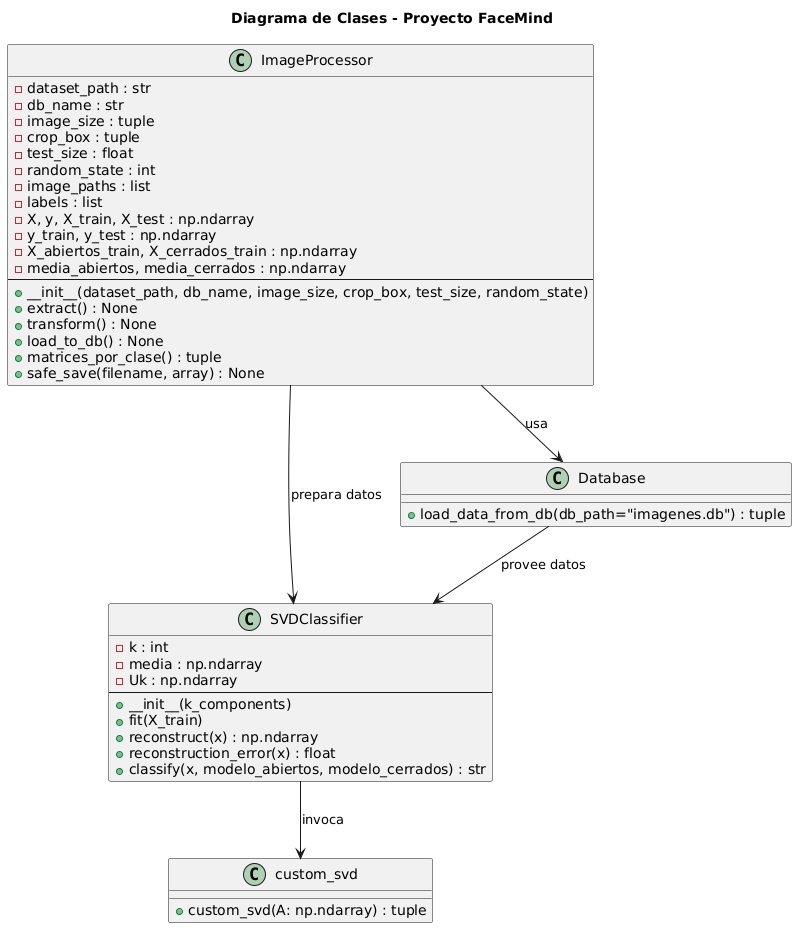 Diagrama de Clases - Proyecto FaceMind
C ImageProcessor
dataset_path : str
db_name : str
image_size : tuple
crop_box : tuple
test_size : float
random_state : int
image_paths : list
labels : list
X, y, X_train, X_test : np.ndarray
y_train, y_test : np.ndarray
X_abiertos_train, X_cerrados_train : np.ndarray
media_abiertos, media_cerrados : np.ndarray
__init__(dataset_path, db_name, image_size, crop_box, test_size, random_state)
extract() : None
transform() : None
load_to_db() : None
matrices_por_clase() : tuple
safe_save(filename, array) : None
usa
C Database
load_data_from_db(db_path="imagenes.db") : tuple
prepara datos
provee datos
C SVDClassifier
k : int
media : np.ndarray
Uk : np.ndarray
__init__(k_components)
fit(X_train)
reconstruct(x) : np.ndarray
reconstruction_error(x) : float
classify(x, modelo_abiertos, modelo_cerrados) : str
invoca
C custom_svd
custom_svd(A: np.ndarray) : tuple